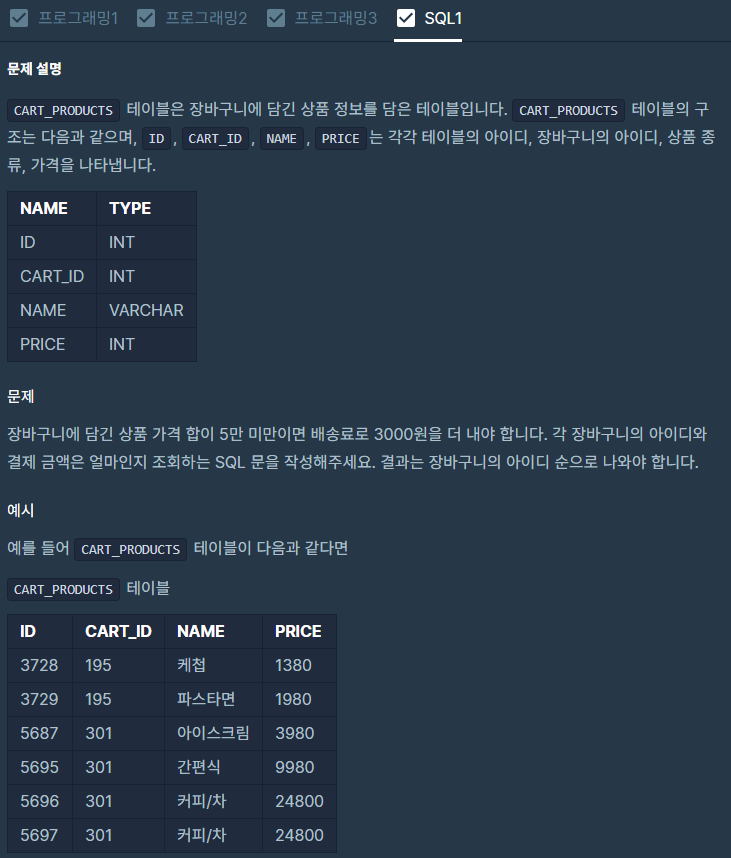 프로그래밍1 프로그래밍2 프로그래밍3 SQL1
문제 설명
CART_PRODUCTS 테이블은 장바구니에 담긴 상품 정보를 담은 테이블입니다. CART_PRODUCTS 테이블의 구
조는 다음과 같으며, ID , CART_ID , NAME , PRICE 는 각각 테이블의 아이디, 장바구니의 아이디, 상품 종
류, 가격을 나타냅니다.
NAME TYPE
ID INT
CART_ID INT
NAME VARCHAR
PRICE INT
문제
장바구니에 담긴 상품 가격 합이 5만 미만이면 배송료로 3000원을 더 내야 합니다. 각 장바구니의 아이디와
결제 금액은 얼마인지 조회하는 SQL 문을 작성해주세요. 결과는 장바구니의 아이디 순으로 나와야 합니다.
예시
예를 들어 CART_PRODUCTS 테이블이 다음과 같다면
CART_PRODUCTS 테이블
ID CART_ID NAME PRICE
3728 195 케첩 1380
3729 195 파스타면 1980
5687 301 아이스크림 3980
5695 301 간편식 9980
5696 301 커피/차 24800
5697 301 커피/차 24800